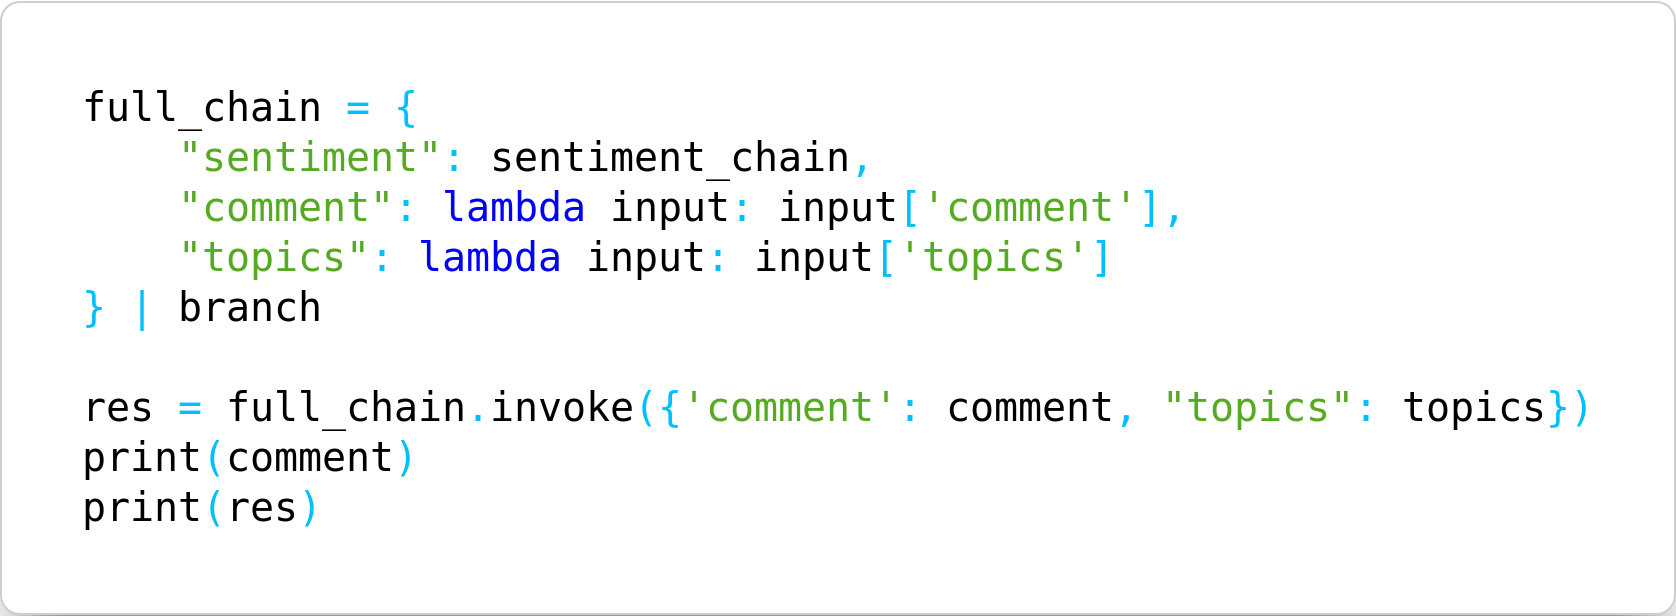 full_chain = {
    "sentiment": sentiment_chain,
    "comment": lambda input: input['comment'],
    "topics": lambda input: input['topics']
} | branch

res = full_chain.invoke({'comment': comment, "topics": topics})
print(comment)
print(res)